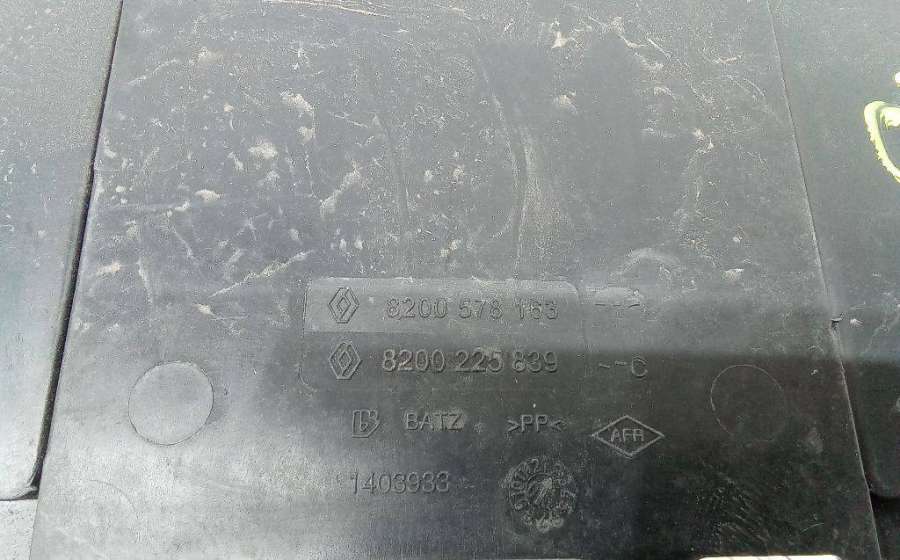 8200 578 163 ---
8200 225 839 --C
BATZ >PP< AFR
1403933